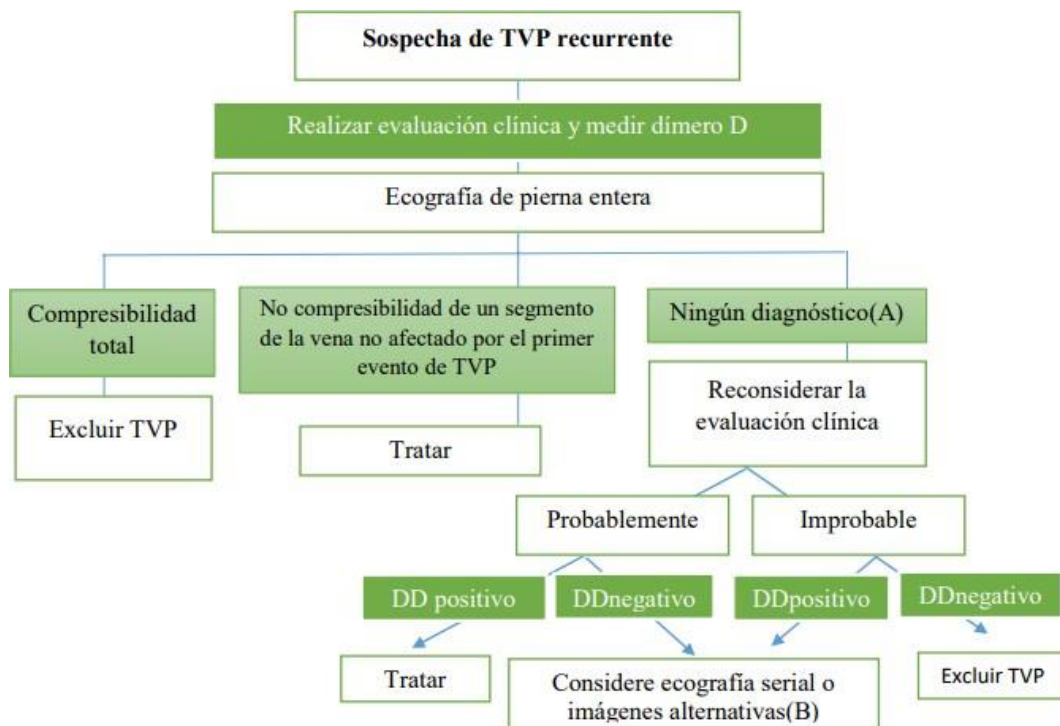 Sospecha de TVP recurrente
Realizar evaluación clínica y medir dímero D
Ecografía de pierna entera
Compresibilidad
total
No compresibilidad de un segmento
de la vena no afectado por el primer
evento de TVP
Ningún diagnóstico(A)
Excluir TVP
Tratar
Reconsiderar la
evaluación clínica
Probablemente
Improbable
DD positivo
DDnegativo
DDpositivo
DDnegativo
Tratar
Considere ecografía serial o
imágenes alternativas(B)
Excluir TVP